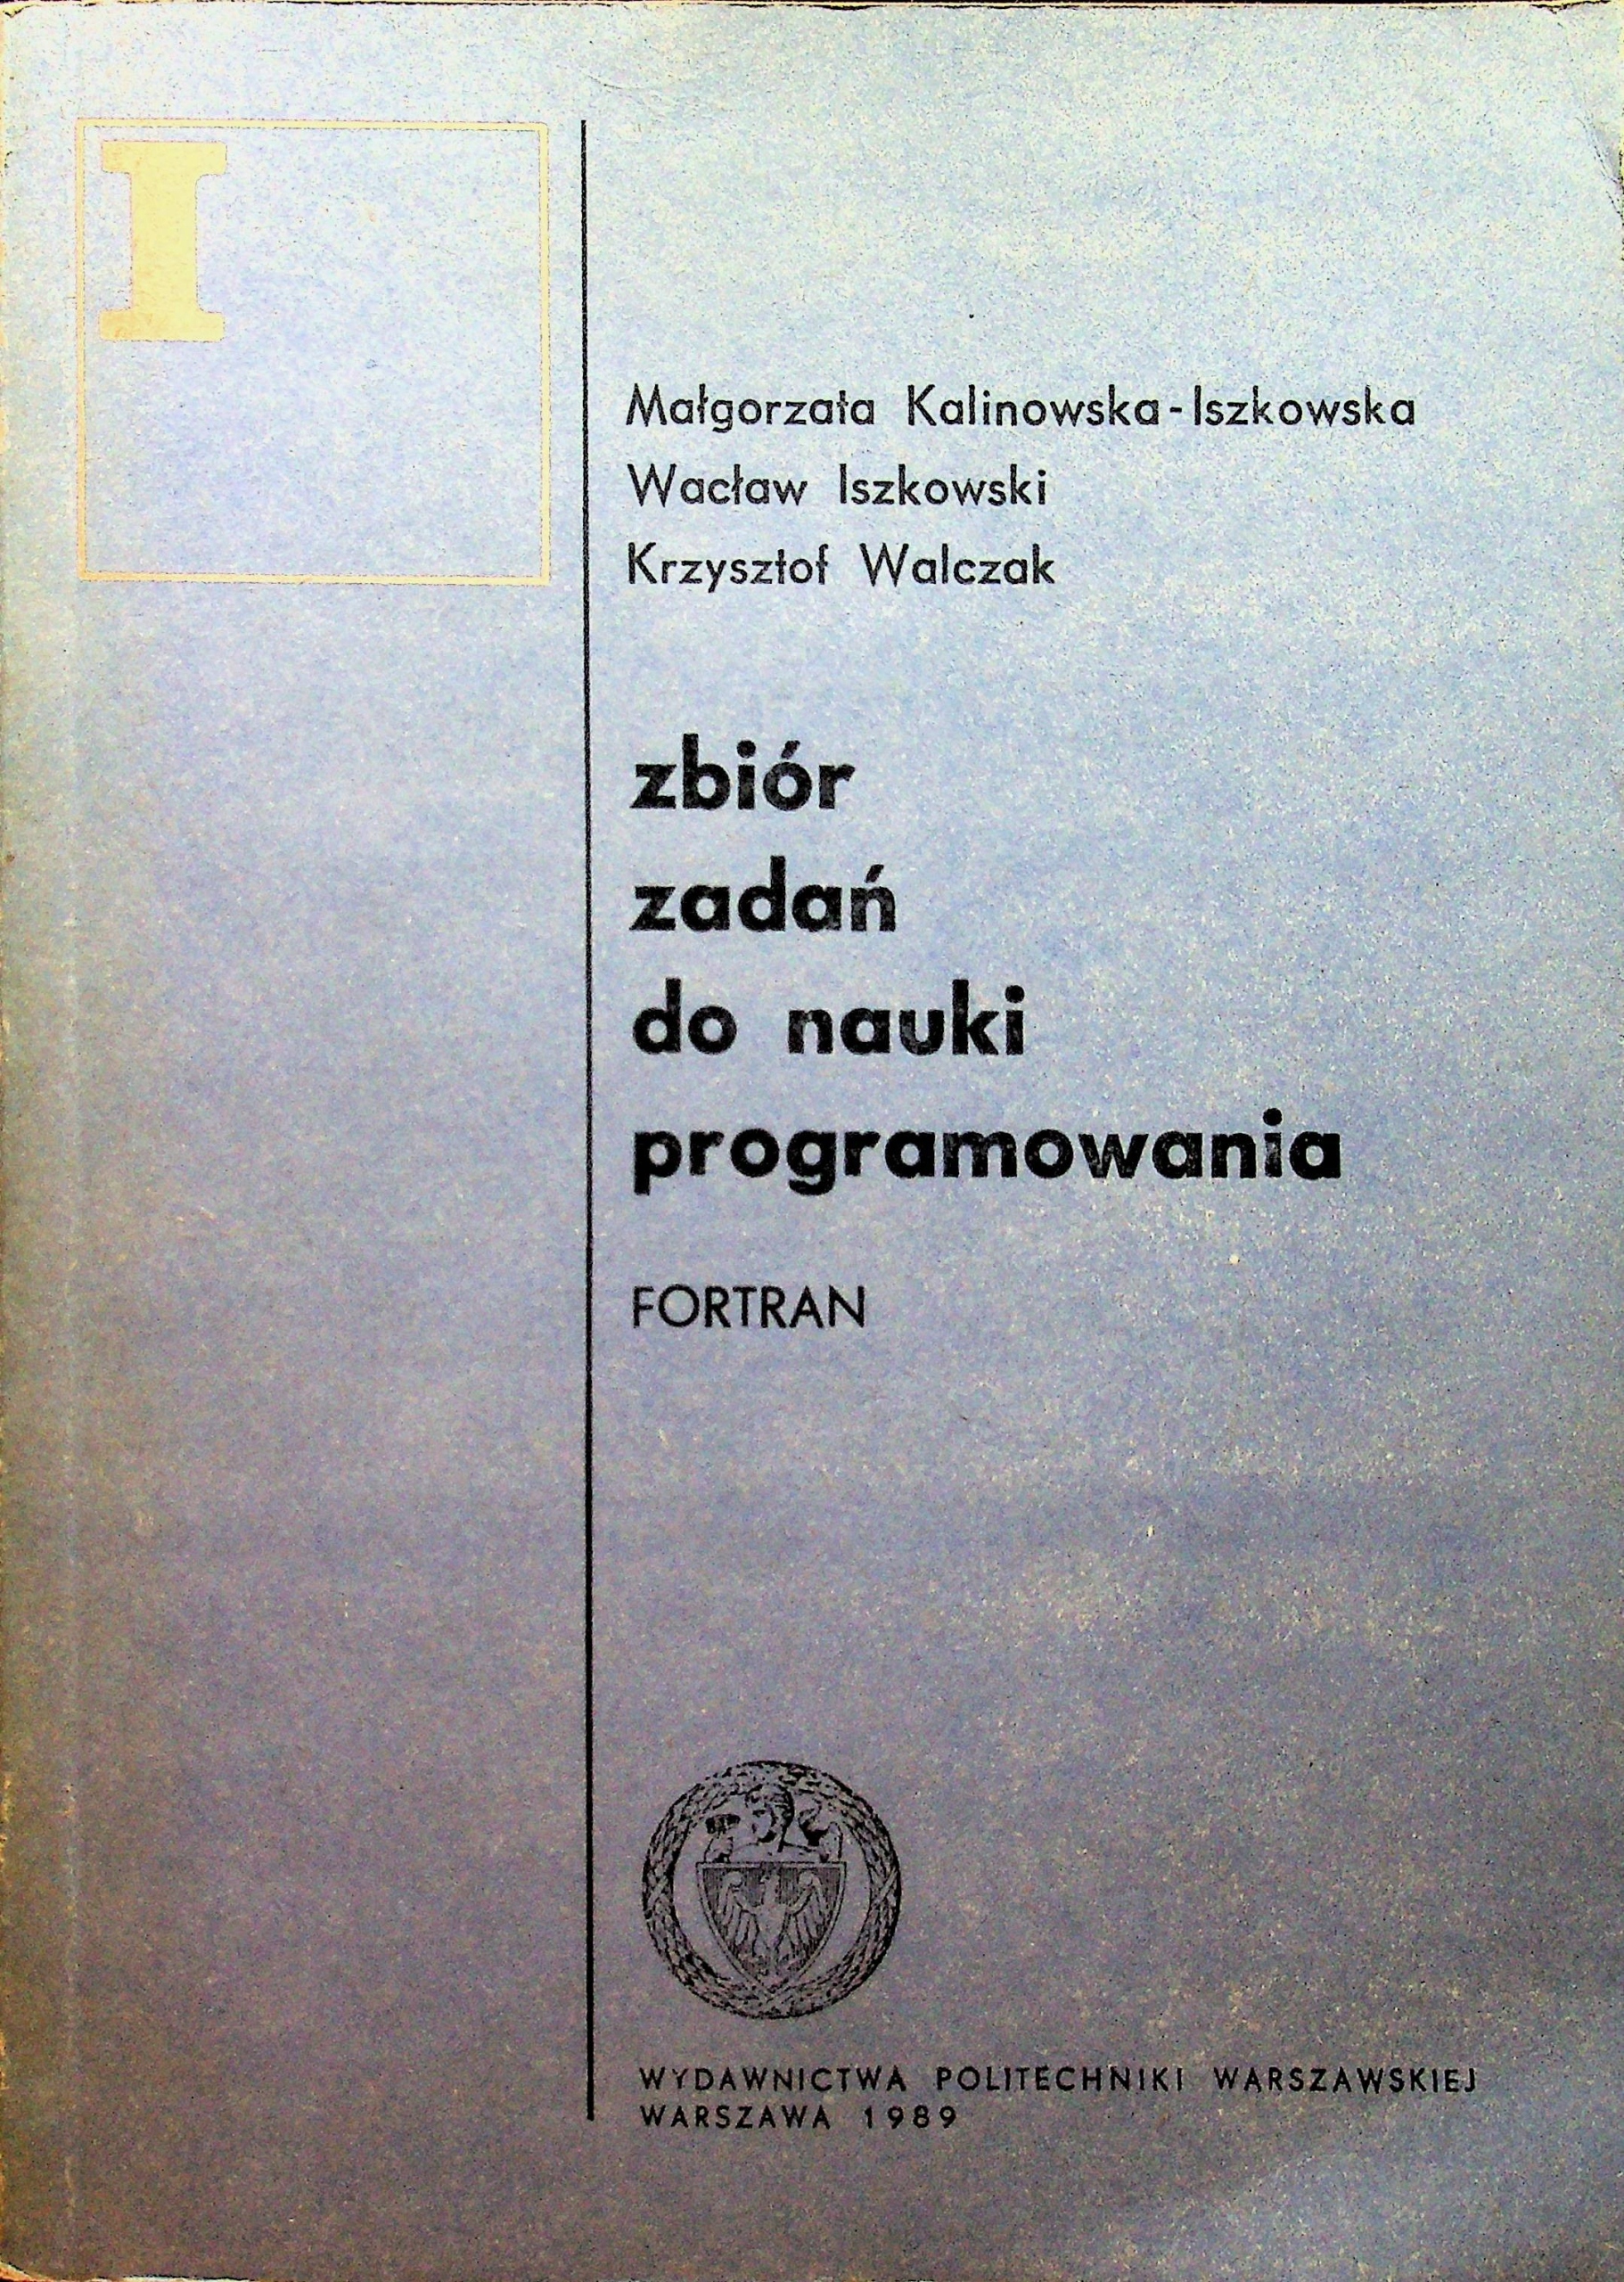 I
Małgorzata Kalinowska-Iszkowska
Wacław Iszkowski
Krzysztof Walczak
zbiór
zadań
do nauki
programowania
FORTRAN
WYDAWNICTWA POLITECHNIKI WARSZAWSKIEJ
WARSZAWA 1989